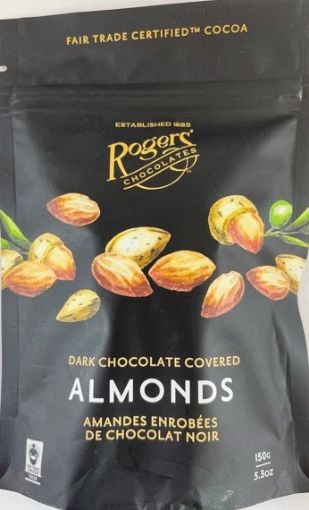 FAIR TRADE CERTIFIED™ COCOA
ESTABLISHED 1885
Rogers'
CHOCOLATES
DARK CHOCOLATE COVERED
ALMONDS
AMANDES ENROBÉES
DE CHOCOLAT NOIR
150G
5.3OZ